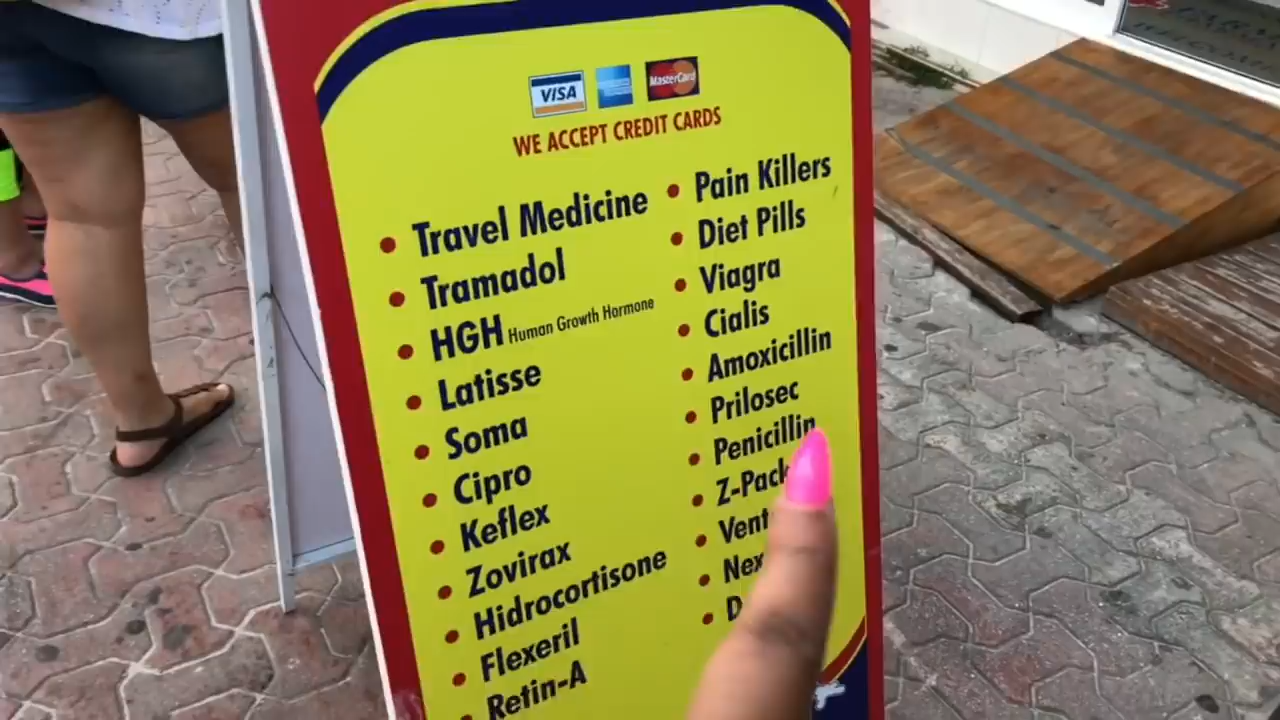 VISA
MasterCard
WE ACCEPT CREDIT CARDS
Travel Medicine
Tramadol
HGH Human Growth Hormone
Latisse
Soma
Cipro
Keflex
Zovirax
Hidrocortisone
Flexeril
Retin-A
Pain Killers
Diet Pills
Viagra
Cialis
Amoxicillin
Prilosec
Penicillin
Z-Pack